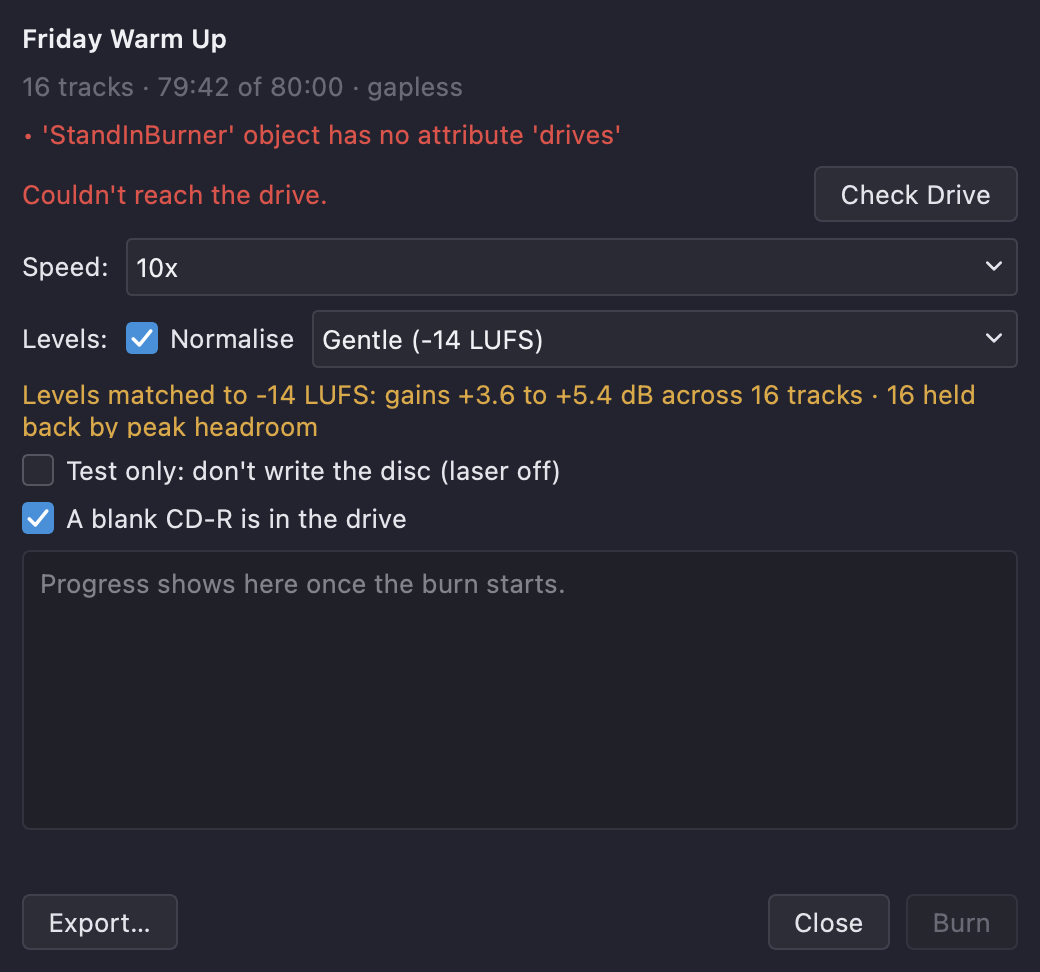 Friday Warm Up
16 tracks · 79:42 of 80:00 · gapless
• 'StandInBurner' object has no attribute 'drives'
Couldn't reach the drive.
Check Drive
Speed: 10x
Levels: Normalise Gentle (-14 LUFS)
Levels matched to -14 LUFS: gains +3.6 to +5.4 dB across 16 tracks · 16 held
back by peak headroom
Test only: don't write the disc (laser off)
A blank CD-R is in the drive
Progress shows here once the burn starts.
Export...
Close
Burn